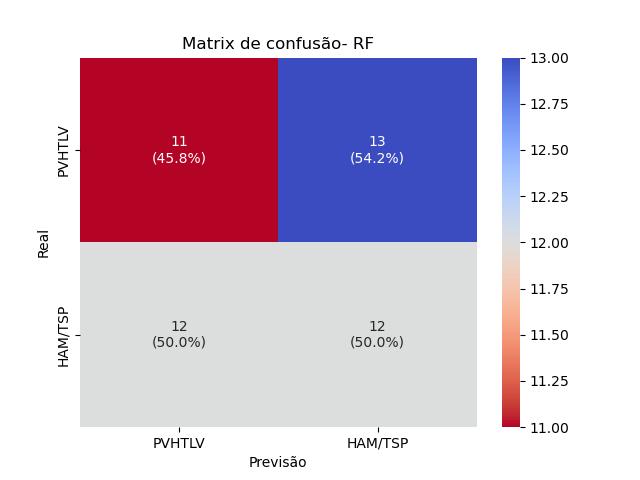 Matrix de confusão- RF
PVHTLV
HAM/TSP
Real
11
(45.8%)
13
(54.2%)
12
(50.0%)
12
(50.0%)
PVHTLV
HAM/TSP
Previsão
13.00
12.75
12.50
12.25
12.00
11.75
11.50
11.25
11.00